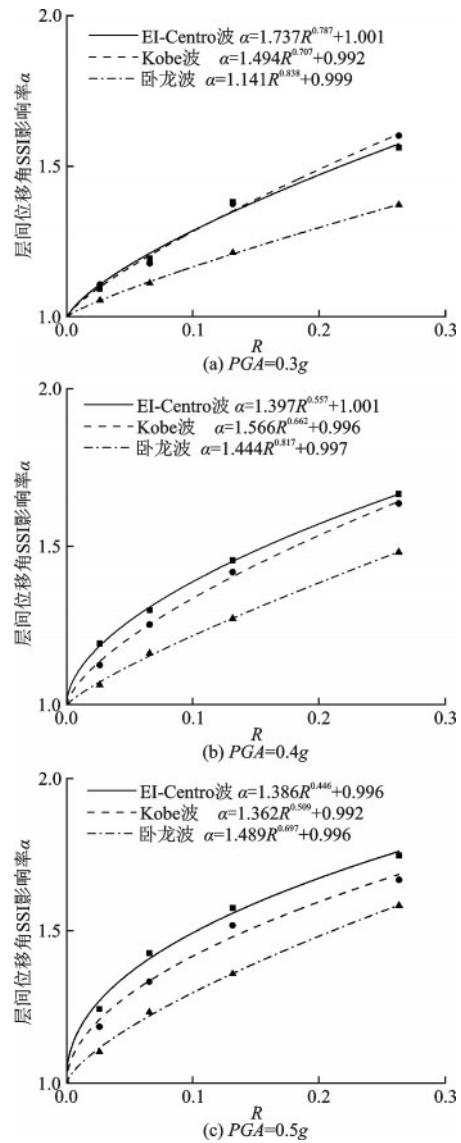 2.0
EI-Centro波 α=1.737R^0.787+1.001
Kobe波 α=1.494R^0.707+0.992
卧龙波 α=1.141R^0.838+0.999
层间位移角SSI影响率α
1.5
1.0
0.0 0.1 0.2 0.3
R
(a) PGA=0.3g
2.0
EI-Centro波 α=1.397R^0.557+1.001
Kobe波 α=1.566R^0.662+0.996
卧龙波 α=1.444R^0.817+0.997
层间位移角SSI影响率α
1.5
1.0
0.0 0.1 0.2 0.3
R
(b) PGA=0.4g
2.0
EI-Centro波 α=1.386R^0.446+0.996
Kobe波 α=1.362R^0.509+0.992
卧龙波 α=1.489R^0.697+0.996
层间位移角SSI影响率α
1.5
1.0
0.0 0.1 0.2 0.3
R
(c) PGA=0.5g